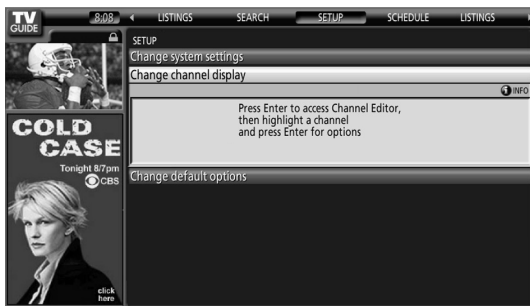 TV
GUIDE
8:08
LISTINGS SEARCH SETUP SCHEDULE LISTINGS
SETUP
Change system settings
Change channel display
i INFO
Press Enter to access Channel Editor,
then highlight a channel
and press Enter for options
Change default options
COLD
CASE
Tonight 8/7pm
CBS
click
here